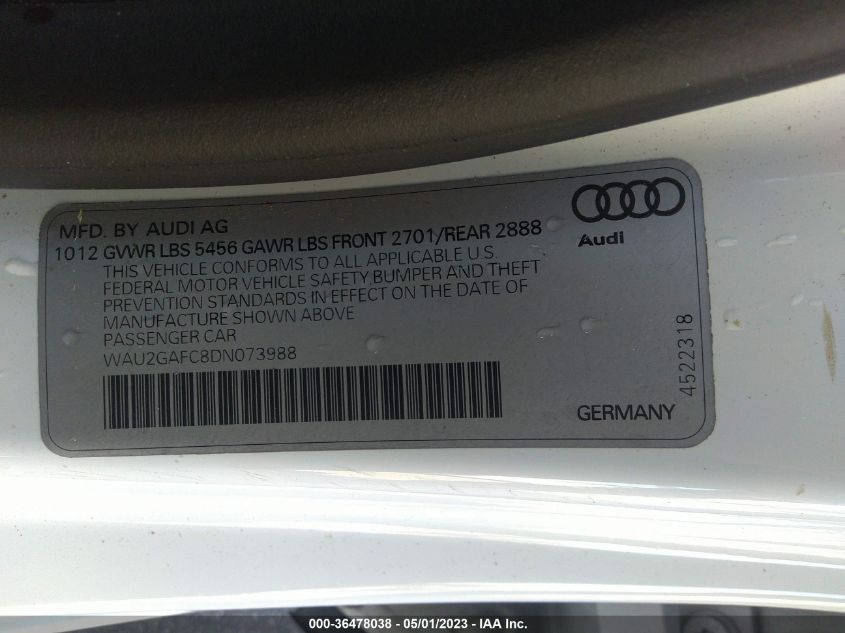 MFD. BY AUDI AG
1012 GVWR LBS 5456 GAWR LBS FRONT 2701/REAR 2888
THIS VEHICLE CONFORMS TO ALL APPLICABLE U.S.
FEDERAL MOTOR VEHICLE SAFETY,BUMPER AND THEFT
PREVENTION STANDARDS IN EFFECT ON THE DATE OF
MANUFACTURE SHOWN ABOVE
PASSENGER CAR
WAU2GAFC8DN073988
Audi
4522318
GERMANY
000-36478038 - 05/01/2023 - IAA Inc.